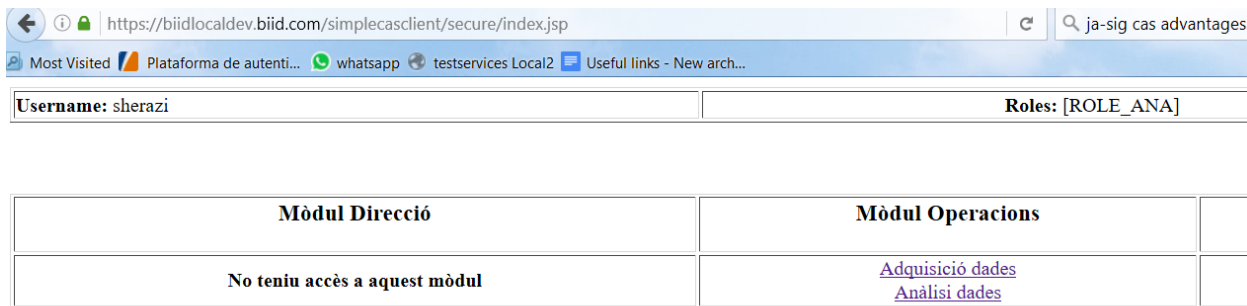 https://biidlocaldev.biid.com/simplecasclient/secure/index.jsp
ja-sig cas advantages
Most Visited Plataforma de autenti... whatsapp testservices Local2 Useful links - New arch...
Username: sherazi Roles: [ROLE_ANA]
Mòdul Direcció Mòdul Operacions
No teniu accès a aquest mòdul
Adquisició dades
Anàlisi dades